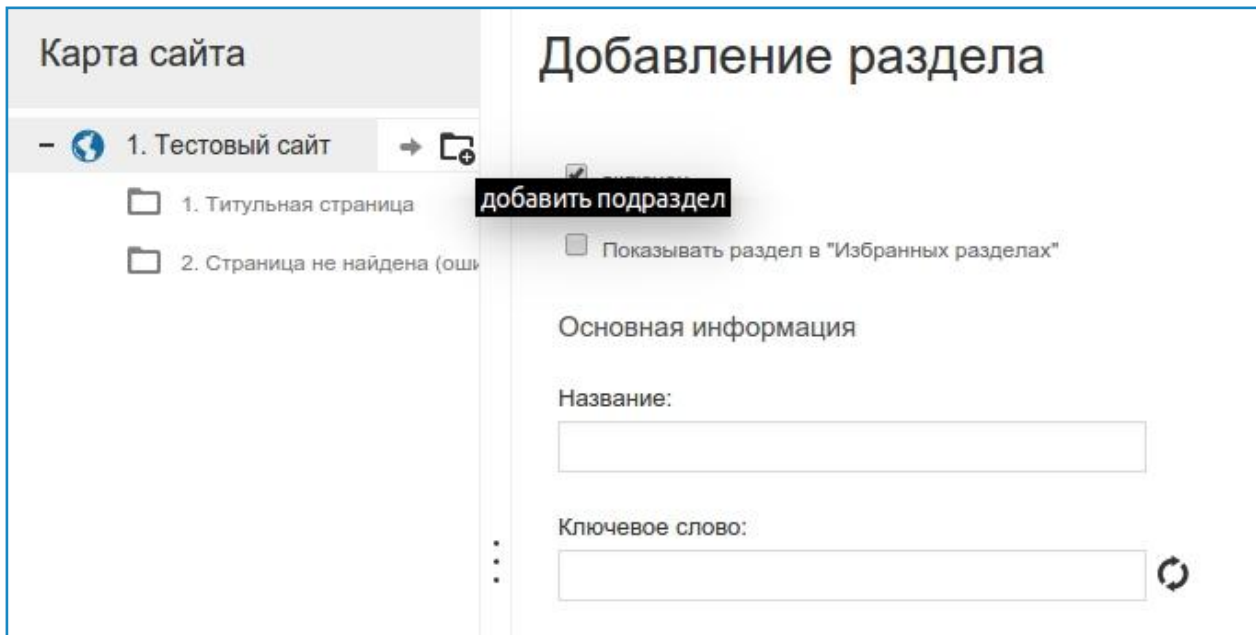 Карта сайта
1. Тестовый сайт
1. Титульная страница
2. Страница не найдена (оши
Добавление раздела
добавить подраздел
Показывать раздел в "Избранных разделах"
Основная информация
Название:
Ключевое слово: